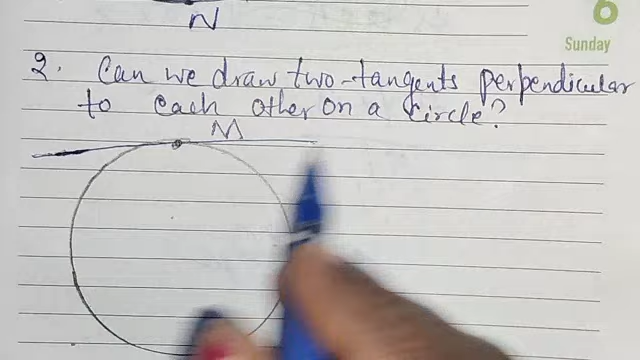 N
6
Sunday
2. Can we draw two tangents perpendicular
to each other on a circle?
M